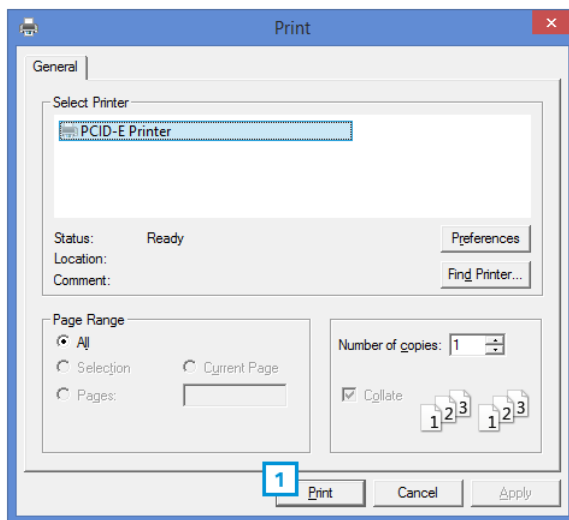 Print
General
Select Printer
PCID-E Printer
Status: Ready
Preferences
Location:
Comment:
Find Printer...
Page Range
All
Selection Current Page
Pages:
Number of copies: 1
Collate
1 2 3 1 2 3
1
Print Cancel Apply